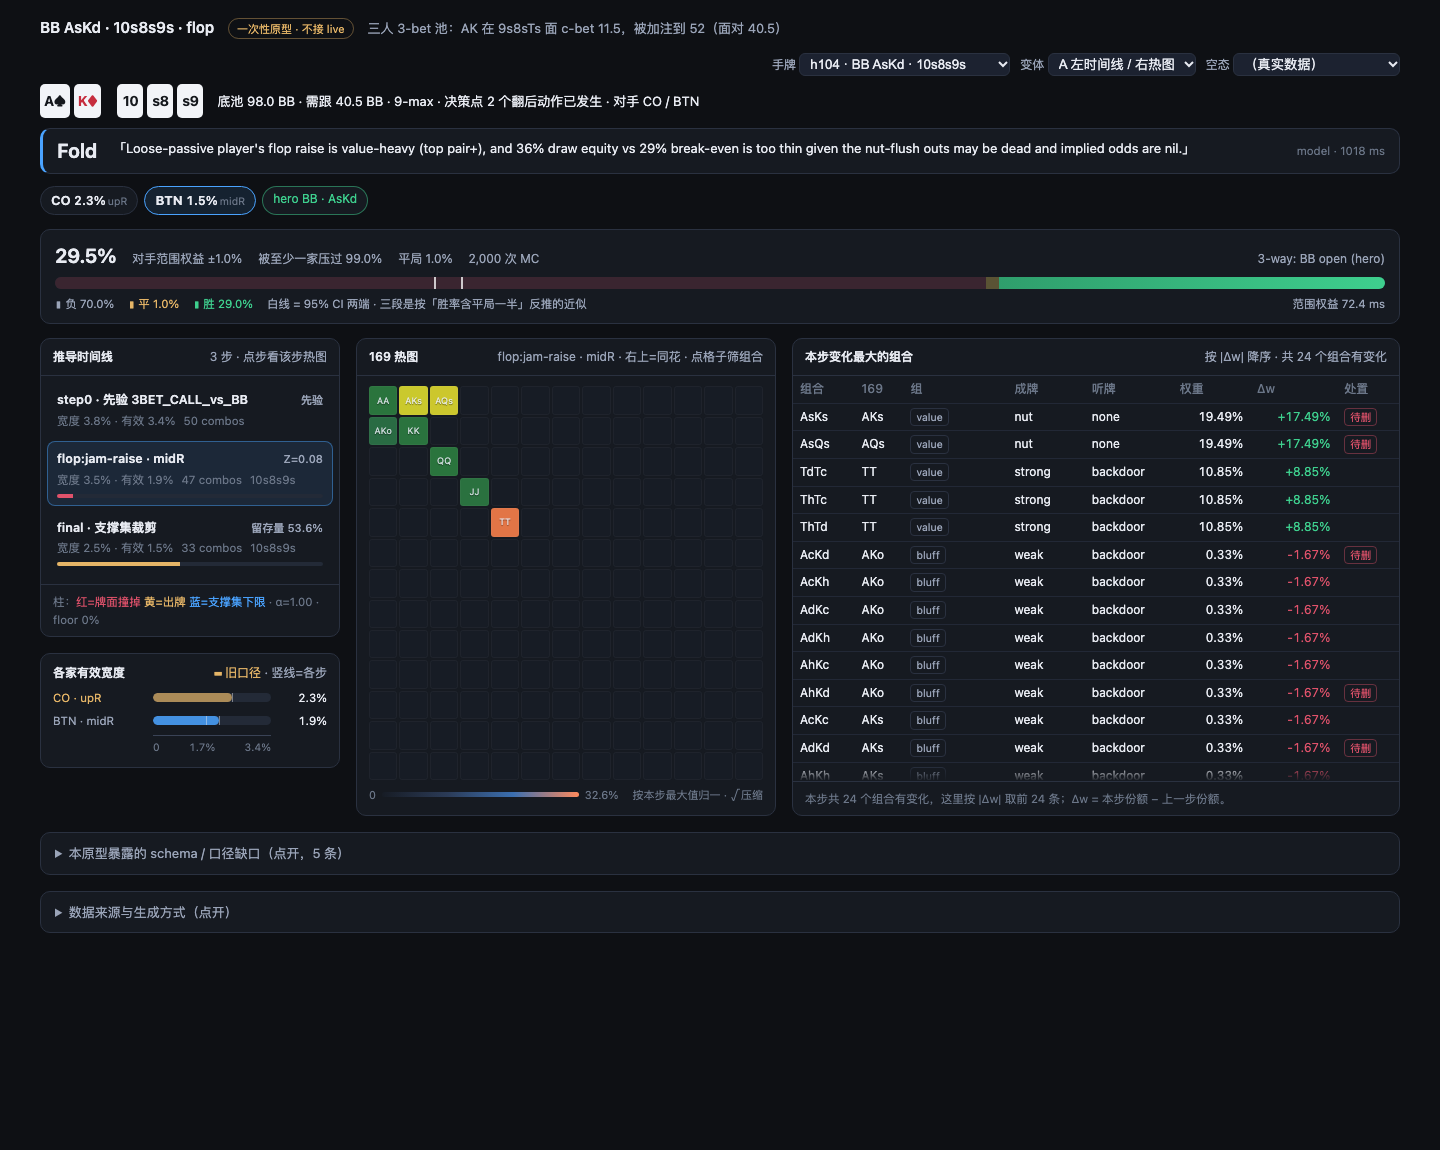 BB AsKd · 10s8s9s · flop 一次性原型 · 不接 live 三人 3-bet 池：AK 在 9s8sTs 面 c-bet 11.5，被加注到 52（面对 40.5）
手牌 h104 · BB AsKd · 10s8s9s 变体 A 左时间线 / 右热图 空态 （真实数据）
A♠ K♦ 10 s8 s9 底池 98.0 BB · 需跟 40.5 BB · 9-max · 决策点 2 个翻后动作已发生 · 对手 CO / BTN
Fold 「Loose-passive player's flop raise is value-heavy (top pair+), and 36% draw equity vs 29% break-even is too thin given the nut-flush outs may be dead and implied odds are nil.」 model · 1018 ms
CO 2.3% upR BTN 1.5% midR hero BB · AsKd
29.5% 对手范围权益 ±1.0% 被至少一家压过 99.0% 平局 1.0% 2,000 次 MC 3-way: BB open (hero)
负 70.0% 平 1.0% 胜 29.0% 白线 = 95% CI 两端 · 三段是按「胜率含平局一半」反推的近似 范围权益 72.4 ms
推导时间线 3 步 · 点步看该步热图
step0 · 先验 3BET_CALL_vs_BB 先验
宽度 3.8% · 有效 3.4% 50 combos
flop:jam-raise · midR Z=0.08
宽度 3.5% · 有效 1.9% 47 combos 10s8s9s
final · 支撑集裁剪 留存量 53.6%
宽度 2.5% · 有效 1.5% 33 combos 10s8s9s
柱：红=牌面撞掉 黄=出牌 蓝=支撑集下限 · α=1.00 ·
floor 0%
各家有效宽度 旧口径 · 竖线=各步
CO · upR 2.3%
BTN · midR 1.9%
0 1.7% 3.4%
169 热图 flop:jam-raise · midR · 右上=同花 · 点格子筛组合
AA AKs AQs
AKo KK
QQ
JJ
TT
0 32.6% 按本步最大值归一 · √压缩
本步变化最大的组合 按 |Δw| 降序 · 共 24 个组合有变化
组合 169 组 成牌 听牌 权重 Δw 处置
AsKs AKs value nut none 19.49% +17.49% 待删
AsQs AQs value nut none 19.49% +17.49% 待删
TdTc TT value strong backdoor 10.85% +8.85%
ThTc TT value strong backdoor 10.85% +8.85%
ThTd TT value strong backdoor 10.85% +8.85%
AcKd AKo bluff weak backdoor 0.33% -1.67% 待删
AcKh AKo bluff weak backdoor 0.33% -1.67%
AdKc AKo bluff weak backdoor 0.33% -1.67%
AdKh AKo bluff weak backdoor 0.33% -1.67%
AhKc AKo bluff weak backdoor 0.33% -1.67%
AhKd AKo bluff weak backdoor 0.33% -1.67% 待删
AcKc AKs bluff weak backdoor 0.33% -1.67%
AdKd AKs bluff weak backdoor 0.33% -1.67% 待删
AhKh AKs bluff weak backdoor 0.33% -1.67%
本步共 24 个组合有变化，这里按 |Δw| 取前 24 条；Δw = 本步份额 − 上一步份额。
▶ 本原型暴露的 schema / 口径缺口（点开，5 条）
▶ 数据来源与生成方式（点开）